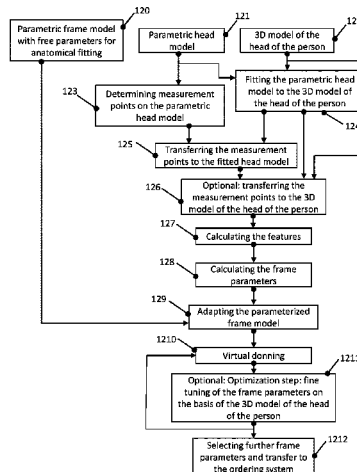 120
121
12
Parametric frame model
with free parameters for
anatomical fitting
Parametric head
model
3D model of the
head of the person
123
Determining measurement
points on the parametric
head model
Fitting the parametric head
model to the 3D model of
the head of the person
124
125
Transferring the measurement
points to the fitted head model
126
Optional: transferring the
measurement points to the 3D
model of the head of the person
127
Calculating the features
128
Calculating the frame
parameters
129
Adapting the parameterized
frame model
1210
Virtual donning
1211
Optional: Optimization step: fine
tuning of the frame parameters on
the basis of the 3D model of the head
of the person
1212
Selecting further frame
parameters and transfer to
the ordering system